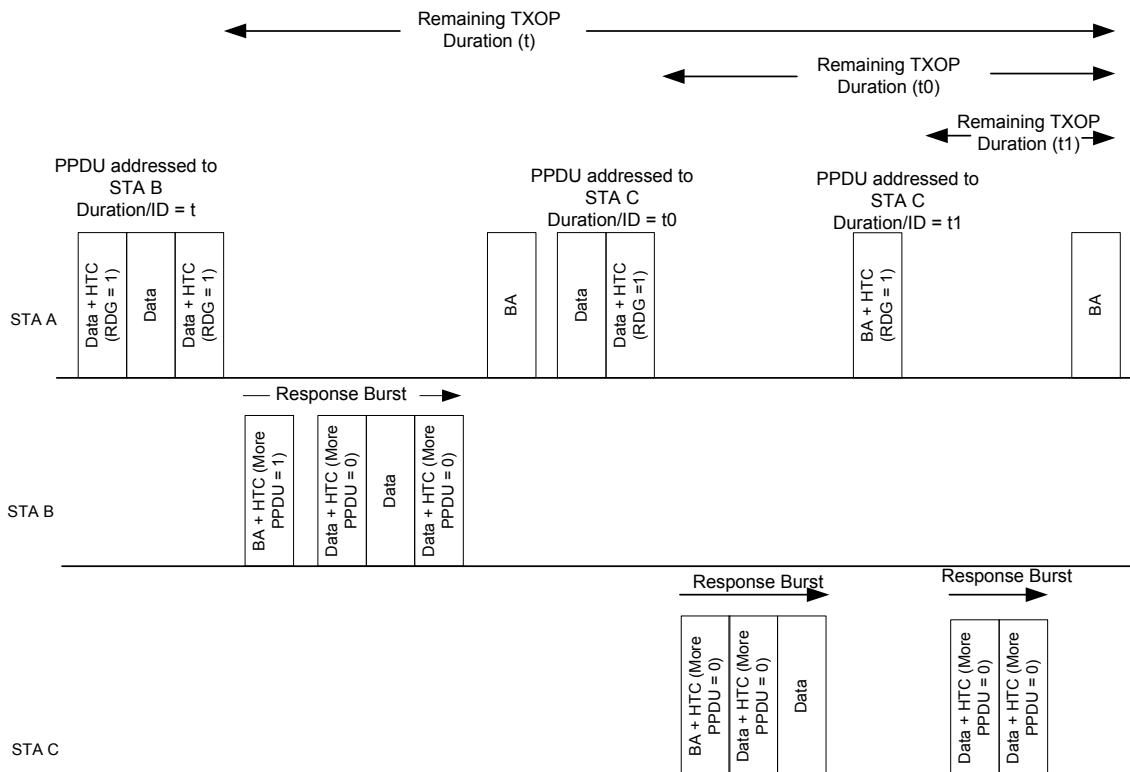 Remaining TXOP
Duration (t)
Remaining TXOP
Duration (t0)
Remaining TXOP
Duration (t1)
PPDU addressed to
STA B
Duration/ID = t
PPDU addressed to
STA C
Duration/ID = t0
PPDU addressed to
STA C
Duration/ID = t1
STA A
Data + HTC
(RDG = 1)
Data
Data + HTC
(RDG = 1)
BA
Data
Data + HTC
(RDG =1)
BA + HTC
(RDG = 1)
BA
Response Burst
STA B
BA + HTC (More
PPDU = 1)
Data + HTC (More
PPDU = 0)
Data
Data + HTC (More
PPDU = 0)
Response Burst
Response Burst
STA C
BA + HTC (More
PPDU = 0)
Data + HTC (More
PPDU = 0)
Data
Data + HTC (More
PPDU = 0)
Data + HTC (More
PPDU = 0)